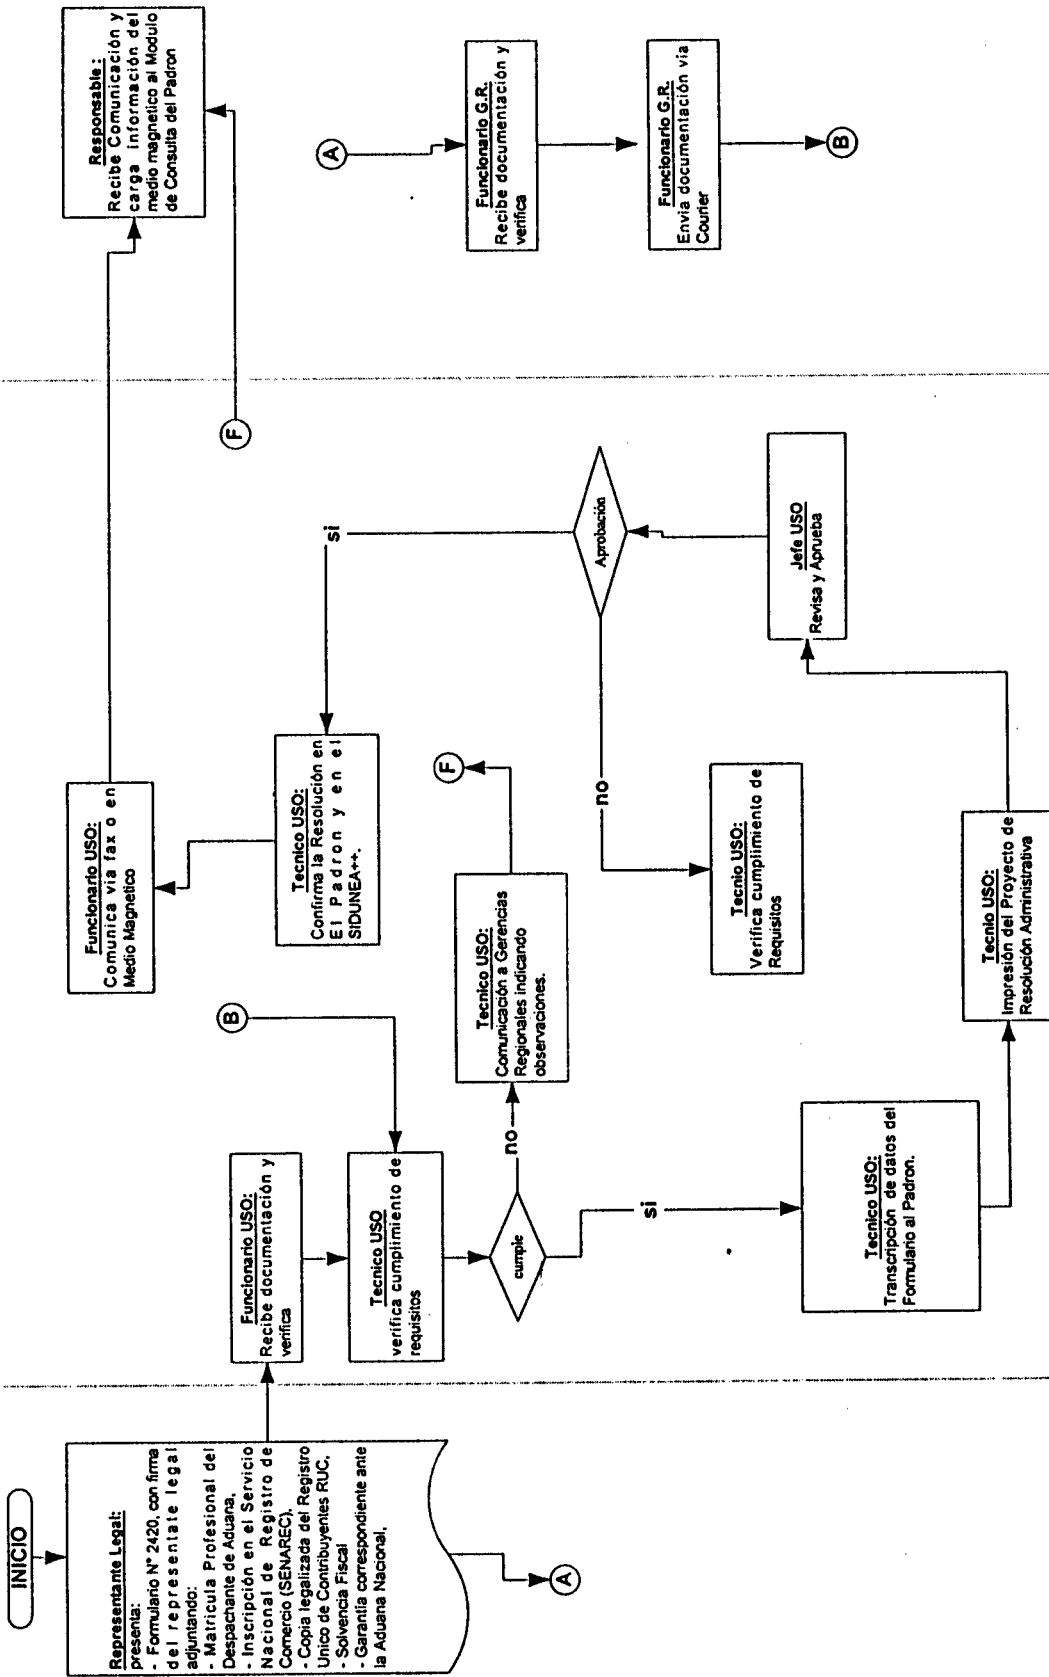 INICIO
Representante Legal:
presenta:
- Formulario N° 2420, con firma
del represetate legal
adjuntando:
- Matricula Profesional del
Despachante de Aduana,
- Inscripción en el Servicio
Nacional de Registro de
Comercio (SENAREC),
- Copia legalizada del Registro
Unico de Contribuyentes RUC,
- Solvencia Fiscal
- Garantía correspondiente ante
la Aduana Nacional,
A
Funcionario USO:
Recibe documentación y
verifica
Tecnico USO
verifica cumplimiento de
requisitos
B
cumple
no
si
Tecnico USO:
Comunicación a Gerencias
Regionales indicando
observaciones.
F
Tecnico USO:
Transcripción de datos del
Formulario al Padron.
Tecnio USO:
Impresión del Proyecto de
Resolución Administrativa
Jefe USO
Revisa y Aprueba
Aprobación
no
si
Tecnio USO:
Verifica cumplimiento de
Requisitos
Tecnico USO:
Confirma la Resolución en
El Padron y en el
SIDUNEA++.
Funcionario USO:
Comunica via fax o en
Medio Magnetico
F
Responsable :
Recibe Comunicación y
carga información del
medio magnetico al Modulo
de Consulta del Padron
A
Funcionario G.R.
Recibe documentación y
verifica
Funcionario G.R.
Envia documentación via
Courier
B